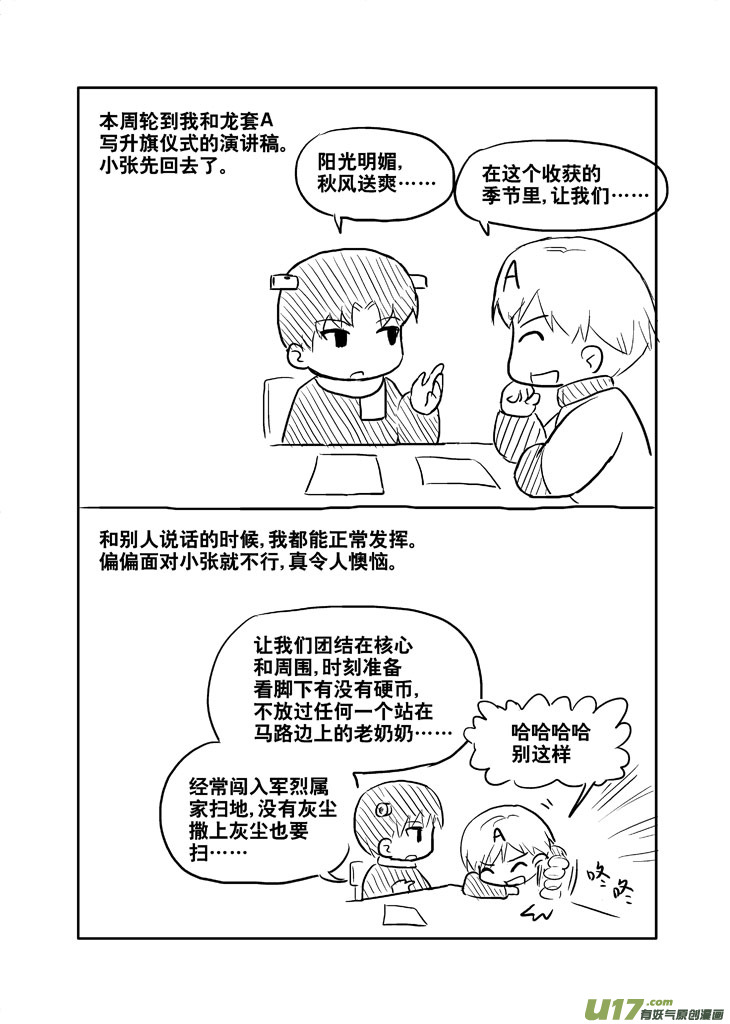 本周轮到我和龙套A
写升旗仪式的演讲稿。
小张先回去了。
阳光明媚,
秋风送爽……
在这个收获的
季节里,让我们……
A
和别人说话的时候,我都能正常发挥。
偏偏面对小张就不行,真令人懊恼。
让我们团结在核心
和周围,时刻准备
看脚下有没有硬币,
不放过任何一个站在
马路边上的老奶奶……
经常闯入军烈属
家扫地,没有灰尘
撒上灰尘也要
扫……
哈哈哈哈
别这样
A
咚咚
U17.com
有妖气原创漫画